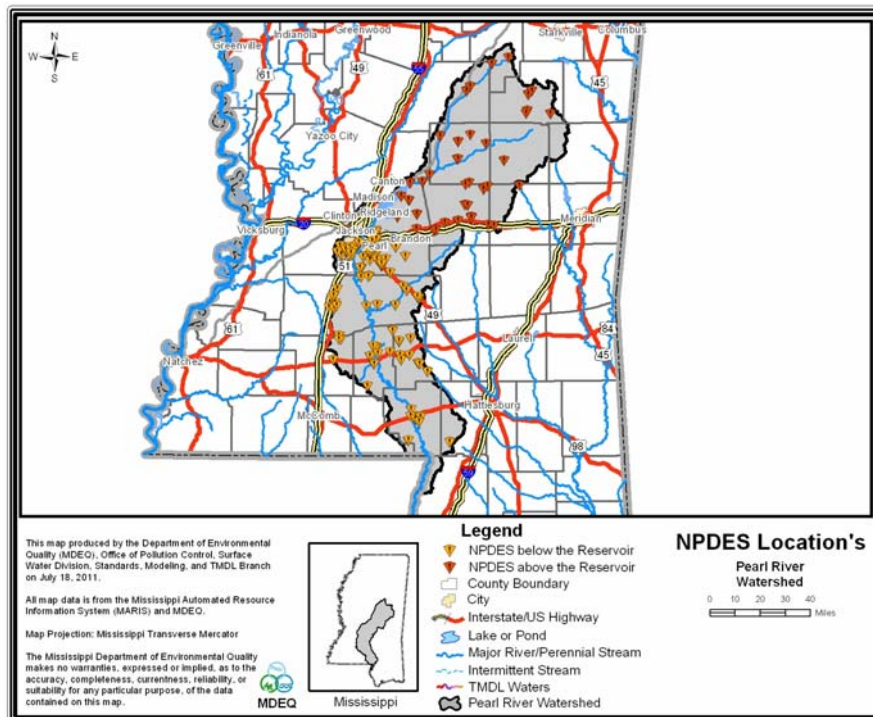 N
W E
S
Greenville
Indianola
Greenwood
Starkville
Columbus
61
49
55
45
Yazoo City
Canton
Madison
Ridgeland
Clinton
Jackson
Vicksburg
20
Pearl
Brandon
Meridian
51
49
61
84
Laurel
45
Natchez
McComb
Hattiesburg
98
59
This map produced by the Department of Environmental
Quality (MDEQ), Office of Pollution Control, Surface
Water Division, Standards, Modeling, and TMDL Branch
on July 18, 2011.
All map data is from the Mississippi Automated Resource
Information System (MARIS) and MDEQ.
Map Projection: Mississippi Transverse Mercator
The Mississippi Department of Environmental Quality
makes no warranties, expressed or implied, as to the
accuracy, completeness, currentness, reliability, or
suitability for any particular purpose, of the data
contained on this map.
MDEQ
Mississippi
Legend
NPDES below the Reservoir
NPDES above the Reservoir
County Boundary
City
Interstate/US Highway
Lake or Pond
Major River/Perennial Stream
Intermittent Stream
TMDL Waters
Pearl River Watershed
NPDES Location's
Pearl River
Watershed
0 10 20 30 40
Miles